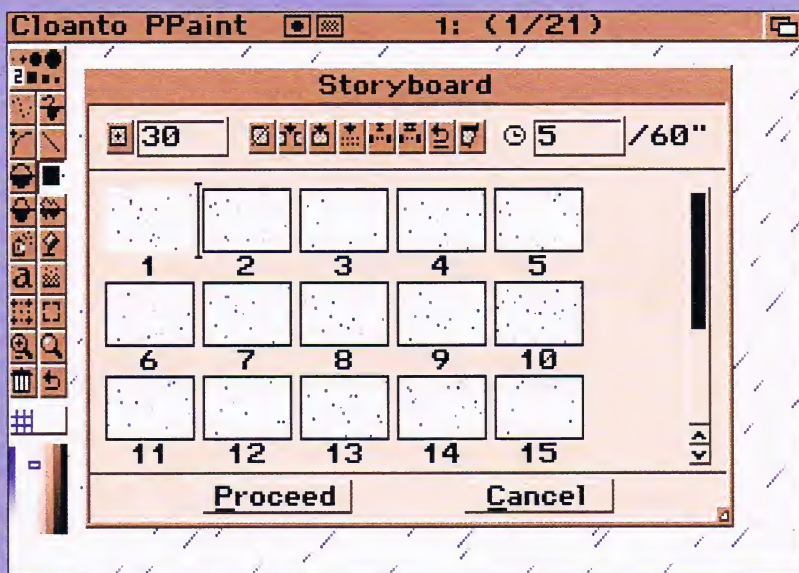 Cloanto PPaint 1: (1/21)
Storyboard
30 5 /60"
1 2 3 4 5
6 7 8 9 10
11 12 13 14 15
Proceed Cancel
2
a